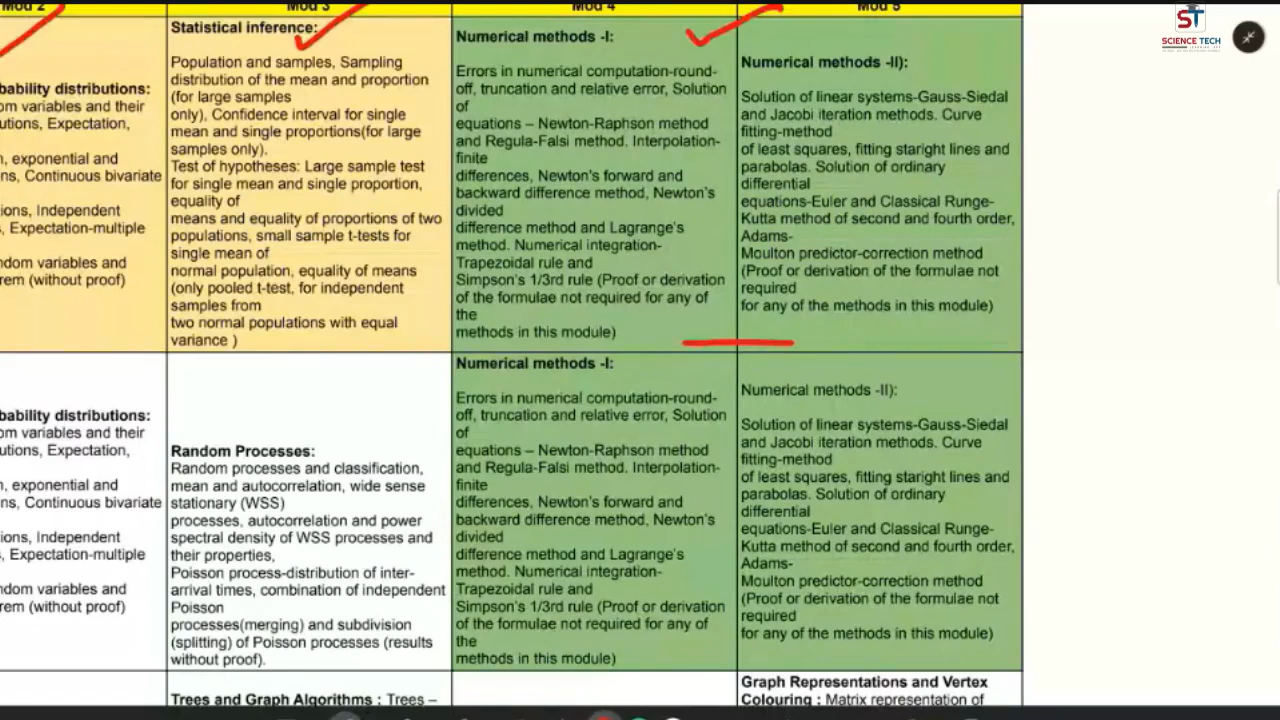 Mod 2
Mod 3
Mod 4
Mod 5
ST
SCIENCE TECH
bability distributions:
om variables and their
utions, Expectation,
n, exponential and
ns, Continuous bivariate
ions, Independent
s, Expectation-multiple
ndom variables and
rem (without proof)
Statistical inference:
Population and samples, Sampling
distribution of the mean and proportion
(for large samples
only), Confidence interval for single
mean and single proportions(for large
samples only).
Test of hypotheses: Large sample test
for single mean and single proportion,
equality of
means and equality of proportions of two
populations, small sample t-tests for
single mean of
normal population, equality of means
(only pooled t-test, for independent
samples from
two normal populations with equal
variance )
Numerical methods -I:
Errors in numerical computation-round-
off, truncation and relative error, Solution
of
equations – Newton-Raphson method
and Regula-Falsi method. Interpolation-
finite
differences, Newton's forward and
backward difference method, Newton's
divided
difference method and Lagrange's
method. Numerical integration-
Trapezoidal rule and
Simpson's 1/3rd rule (Proof or derivation
of the formulae not required for any of
the
methods in this module)
Numerical methods -II):
Solution of linear systems-Gauss-Siedal
and Jacobi iteration methods. Curve
fitting-method
of least squares, fitting staright lines and
parabolas. Solution of ordinary
differential
equations-Euler and Classical Runge-
Kutta method of second and fourth order,
Adams-
Moulton predictor-correction method
(Proof or derivation of the formulae not
required
for any of the methods in this module)
bability distributions:
om variables and their
utions, Expectation,
n, exponential and
ns, Continuous bivariate
ions, Independent
s, Expectation-multiple
ndom variables and
rem (without proof)
Random Processes:
Random processes and classification,
mean and autocorrelation, wide sense
stationary (WSS)
processes, autocorrelation and power
spectral density of WSS processes and
their properties,
Poisson process-distribution of inter-
arrival times, combination of independent
Poisson
processes(merging) and subdivision
(splitting) of Poisson processes (results
without proof).
Numerical methods -I:
Errors in numerical computation-round-
off, truncation and relative error, Solution
of
equations – Newton-Raphson method
and Regula-Falsi method. Interpolation-
finite
differences, Newton's forward and
backward difference method, Newton's
divided
difference method and Lagrange's
method. Numerical integration-
Trapezoidal rule and
Simpson's 1/3rd rule (Proof or derivation
of the formulae not required for any of
the
methods in this module)
Numerical methods -II):
Solution of linear systems-Gauss-Siedal
and Jacobi iteration methods. Curve
fitting-method
of least squares, fitting staright lines and
parabolas. Solution of ordinary
differential
equations-Euler and Classical Runge-
Kutta method of second and fourth order,
Adams-
Moulton predictor-correction method
(Proof or derivation of the formulae not
required
for any of the methods in this module)
Trees and Graph Algorithms : Trees –
Graph Representations and Vertex
Colouring : Matrix representation of